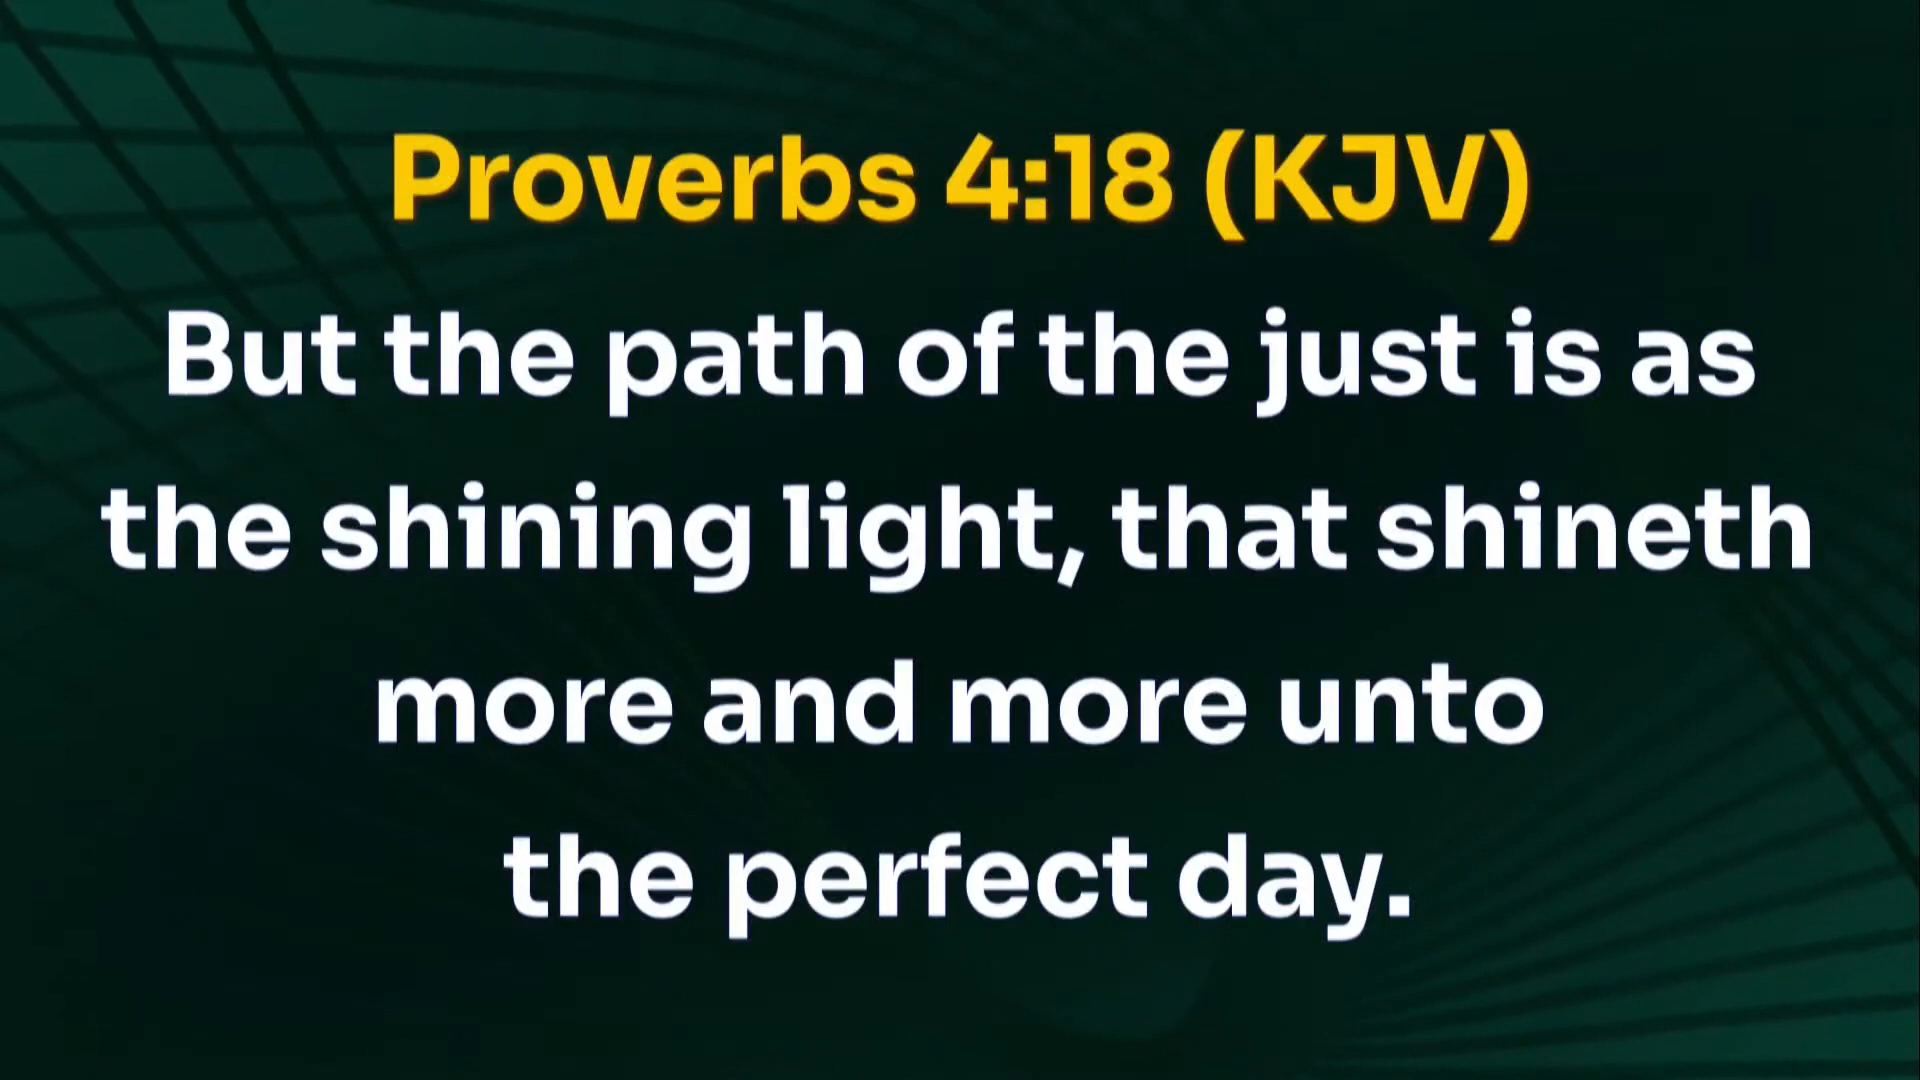 Proverbs 4:18 (KJV)
But the path of the just is as
the shining light, that shineth
more and more unto
the perfect day.